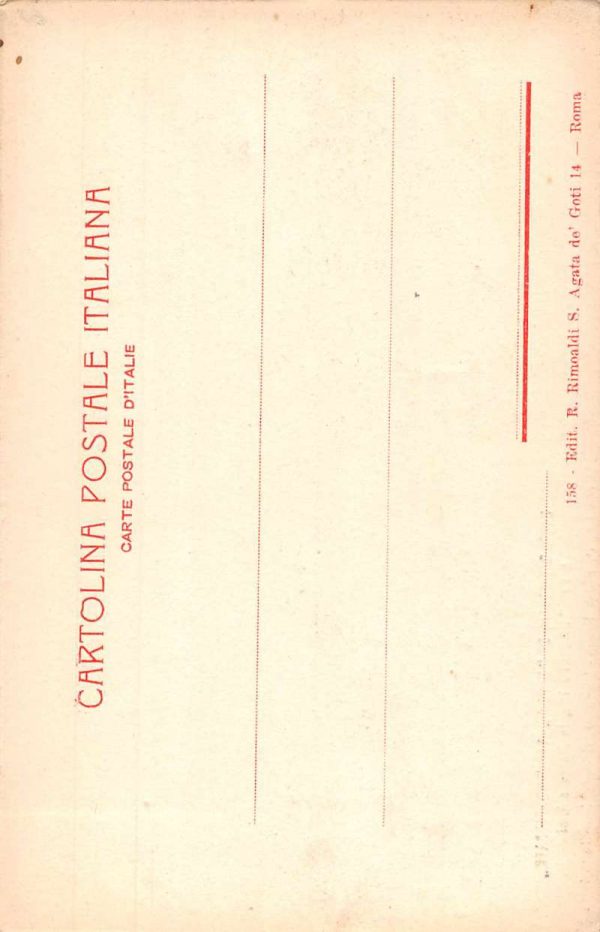 CARTOLINA POSTALE ITALIANA
CARTE POSTALE D'ITALIE
158 - Edit. R. Rimoaldi S. Agata de' Goti 14 — Roma